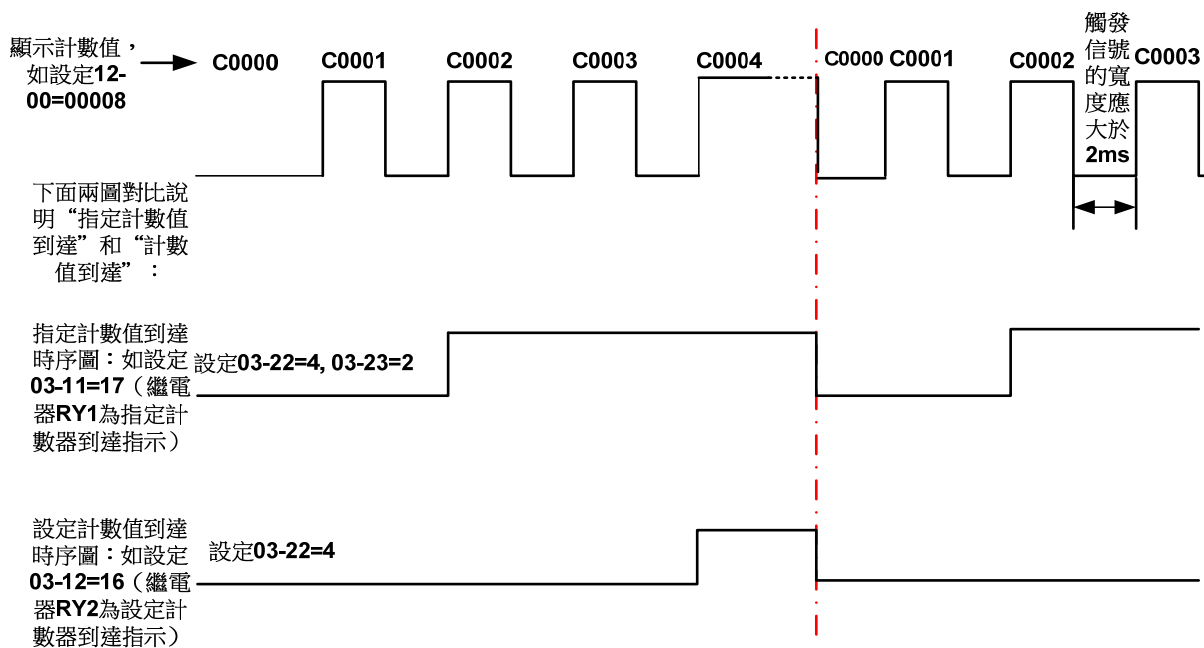 顯示計數值，
如設定12-
00=00008
C0000
C0001
C0002
C0003
C0004
C0000
C0001
C0002
C0003
觸發
信號
的寬
度應
大於
2ms
下面兩圖對比說
明“指定計數值
到達”和“計數
值到達”：
指定計數值到達
時序圖：如設定
03-11=17（繼電
器RY1為指定計
數器到達指示）
設定03-22=4, 03-23=2
設定計數值到達
時序圖：如設定
03-12=16（繼電
器RY2為設定計
數器到達指示）
設定03-22=4